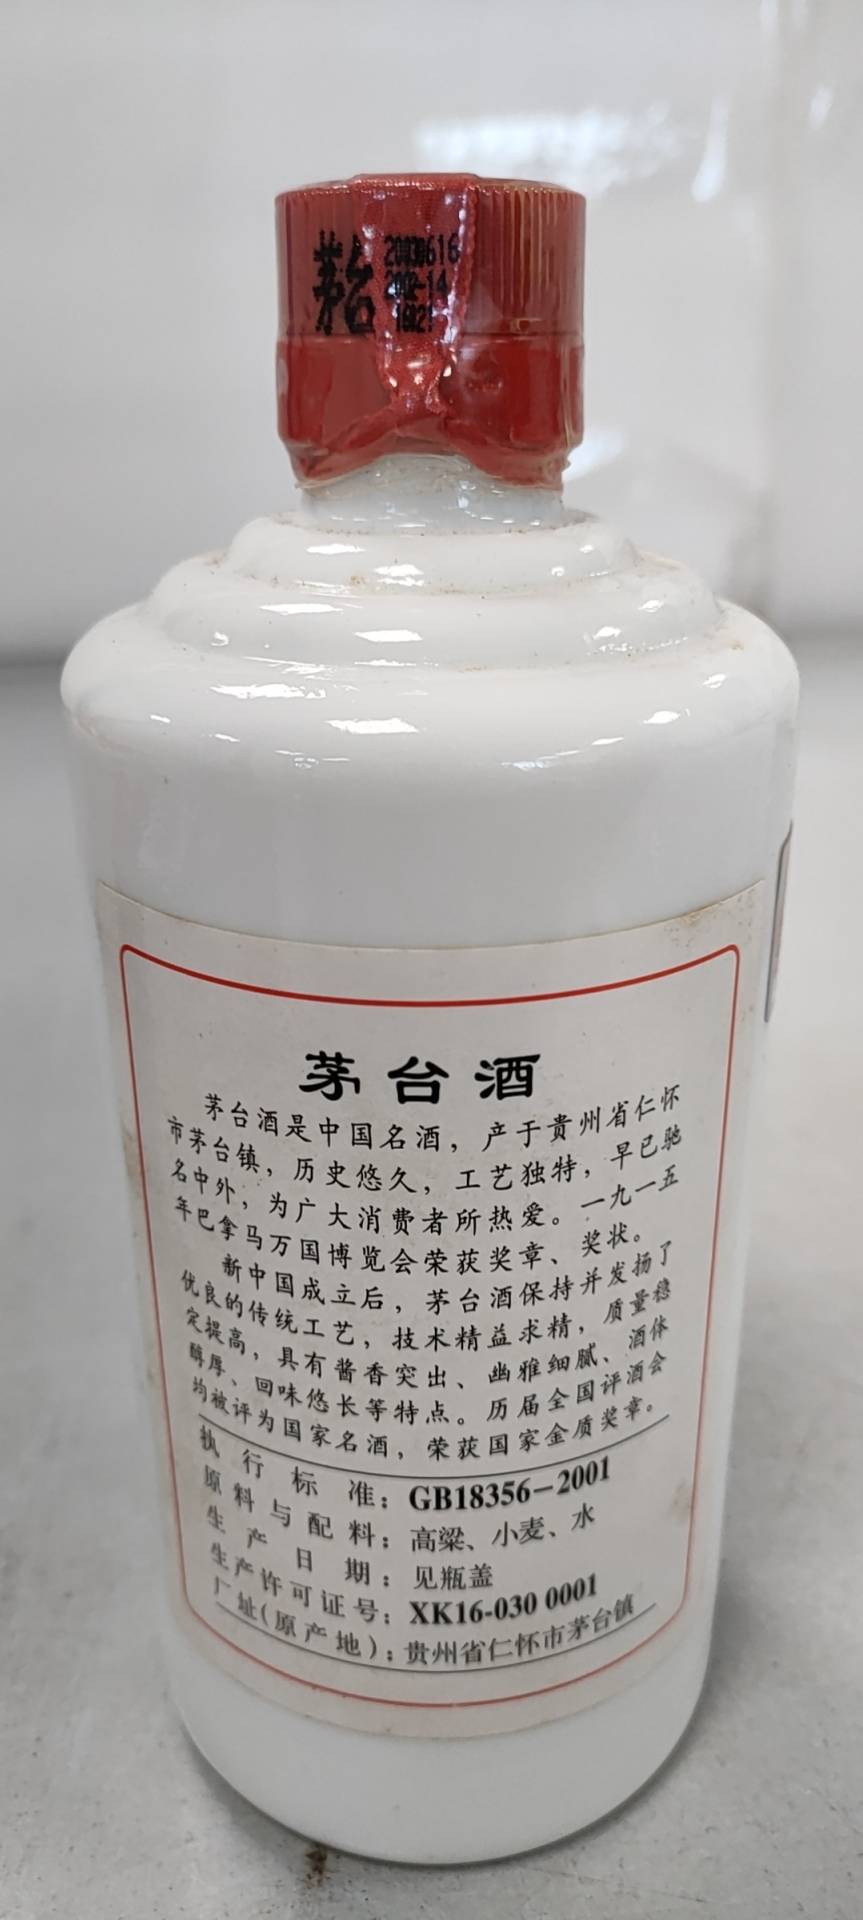 茅台
20030616
2002-14
茅台酒
茅台酒是中国名酒，产于贵州省仁怀
市茅台镇，历史悠久，工艺独特，早已驰
名中外，为广大消费者所热爱。一九一五
年巴拿马万国博览会荣获奖章、奖状。
新中国成立后，茅台酒保持并发扬了
优良的传统工艺，技术精益求精，质量稳
定提高，具有酱香突出、幽雅细腻、酒体
醇厚、回味悠长等特点。历届全国评酒会
均被评为国家名酒，荣获国家金质奖章。
执行标准：GB18356-2001
原料与配料：高粱、小麦、水
生产日期：见瓶盖
生产许可证号：XK16-030 0001
厂址(原产地)：贵州省仁怀市茅台镇